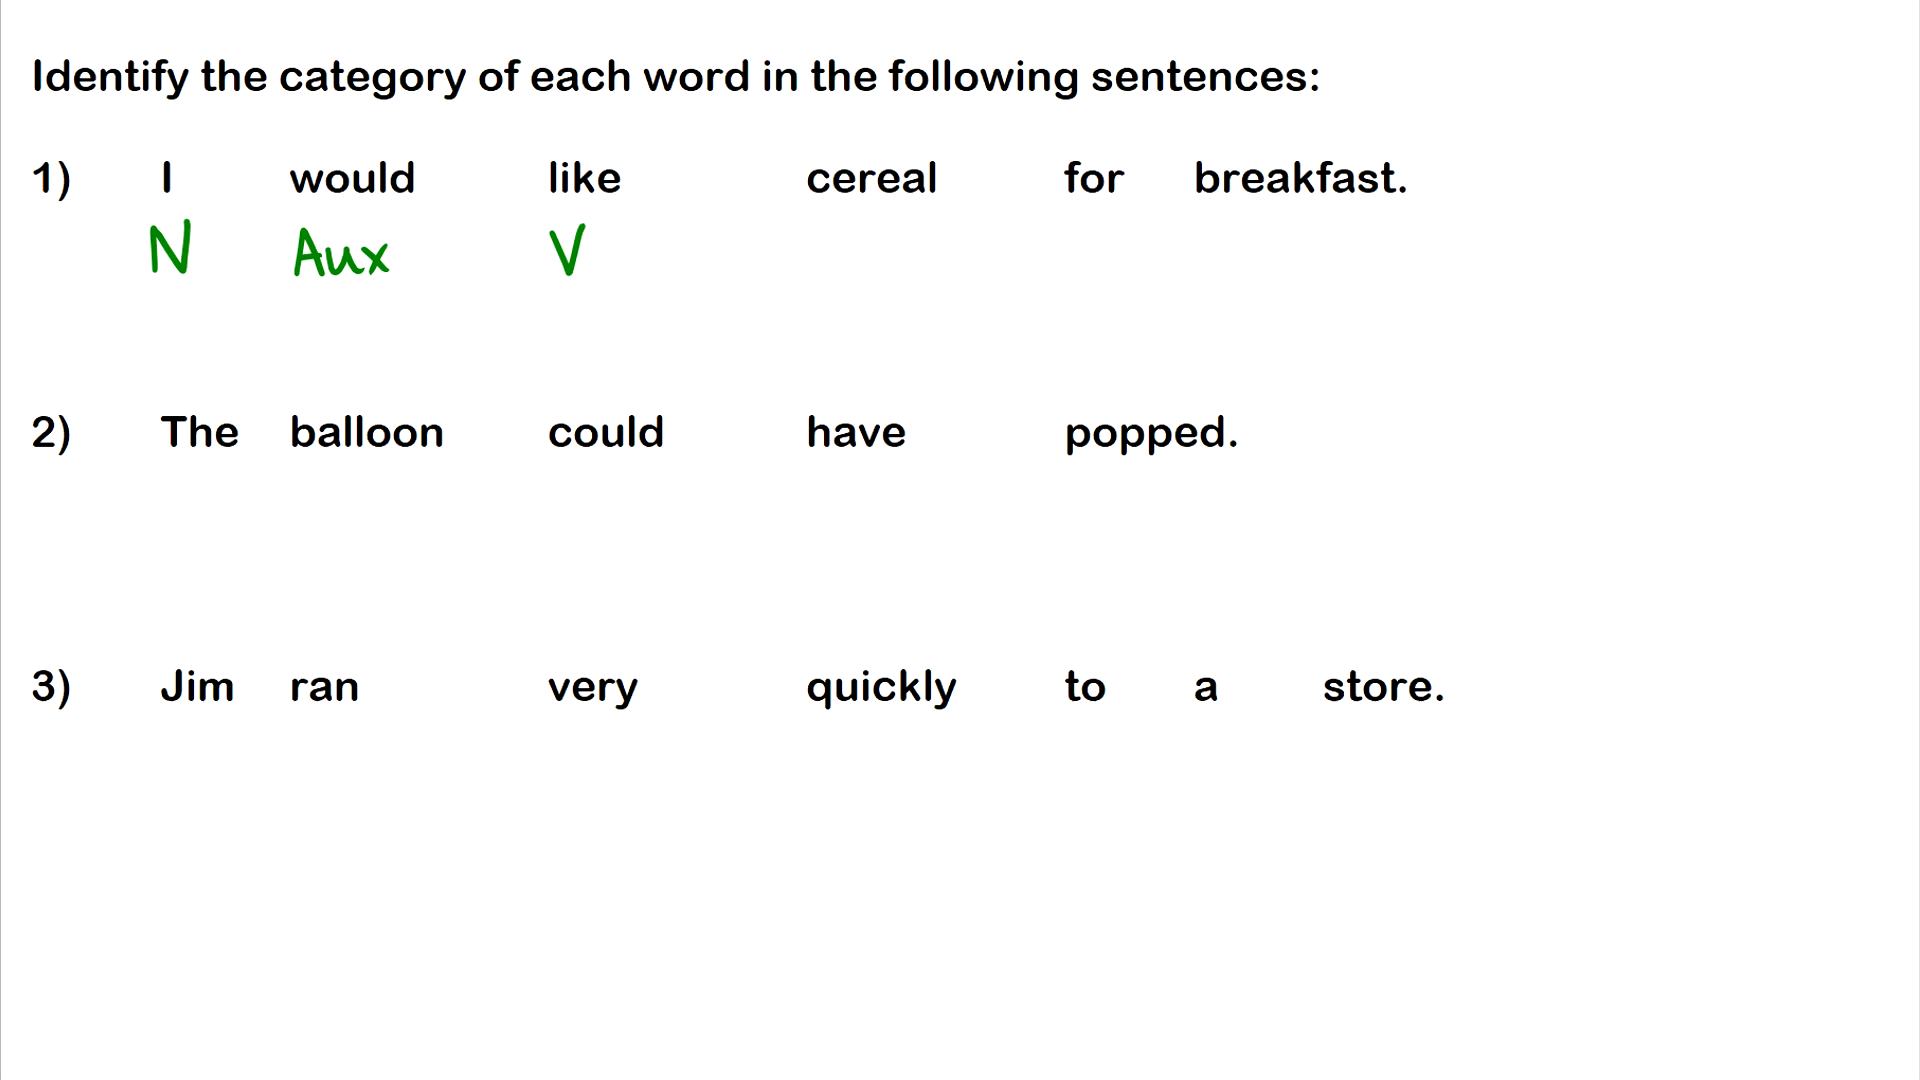 Identify the category of each word in the following sentences:
1) I would like cereal for breakfast.
N Aux V
2) The balloon could have popped.
3) Jim ran very quickly to a store.